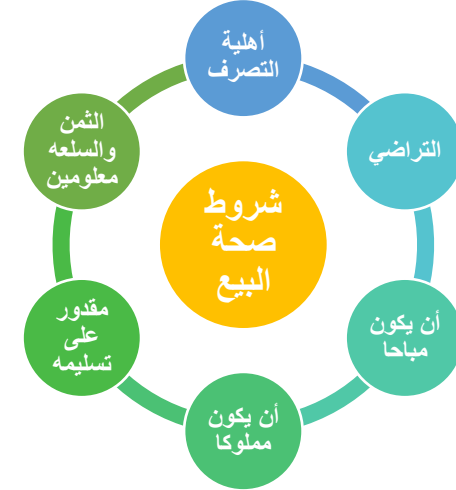 أهلية
التصرف
التراضي
أن يكون
مباحا
أن يكون
مملوكا
مقدور
على
تسليمه
الثمن
والسلعه
معلومين
شروط
صحة
البيع